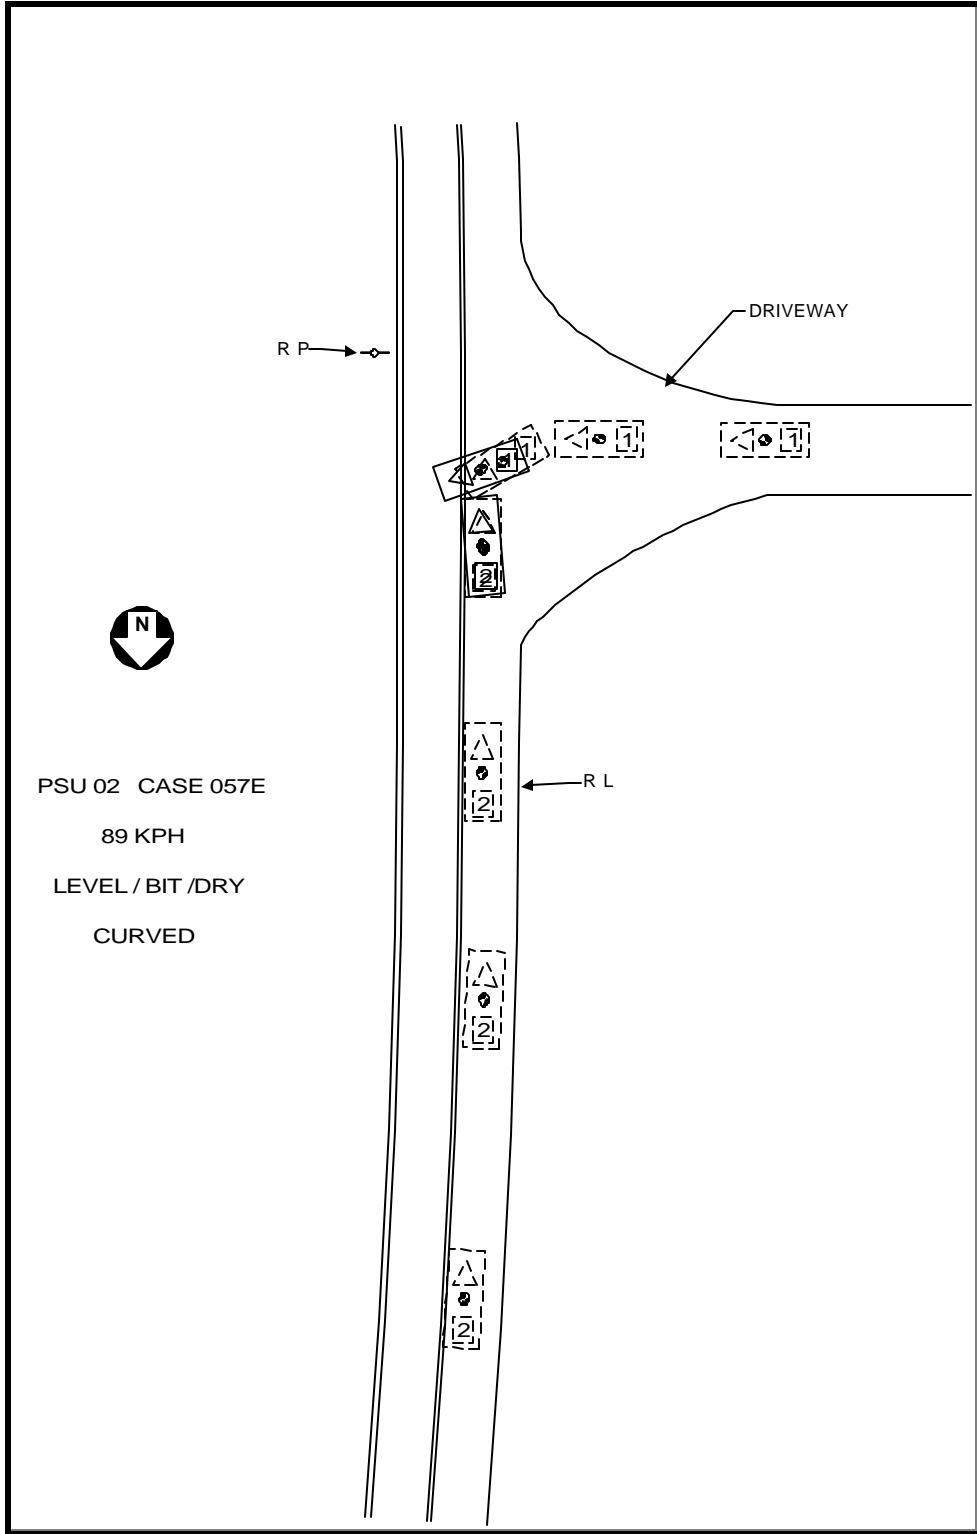 DRIVEWAY
R P
1
1
1
1
2
2
N
2
PSU 02 CASE 057E
R L
89 KPH
LEVEL / BIT /DRY
CURVED
2
2